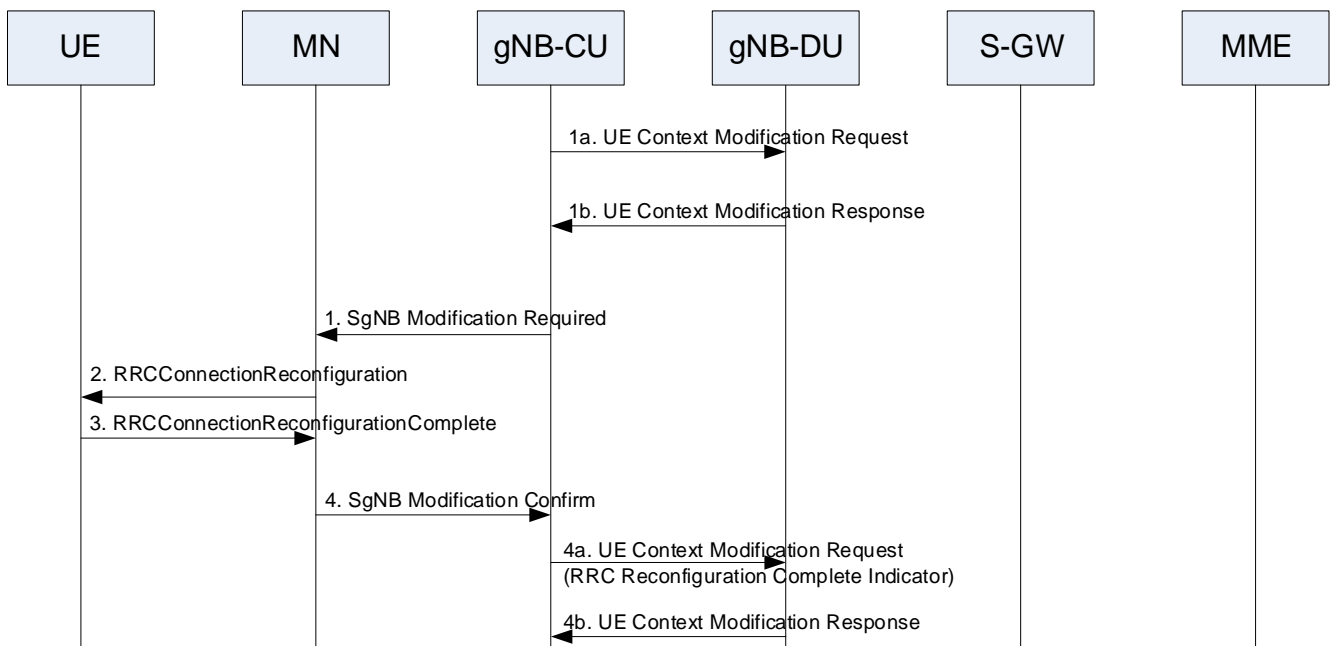 UE
MN
gNB-CU
gNB-DU
S-GW
MME
1a. UE Context Modification Request
1b. UE Context Modification Response
1. SgNB Modification Required
2. RRCConnectionReconfiguration
3. RRCConnectionReconfigurationComplete
4. SgNB Modification Confirm
4a. UE Context Modification Request
(RRC Reconfiguration Complete Indicator)
4b. UE Context Modification Response